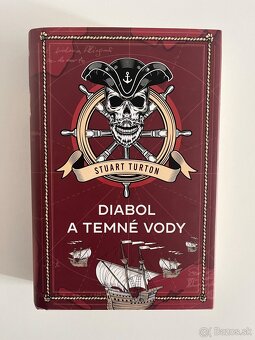 STUART TURTON
DIABOL
A TEMNÉ VODY
Bazos.sk